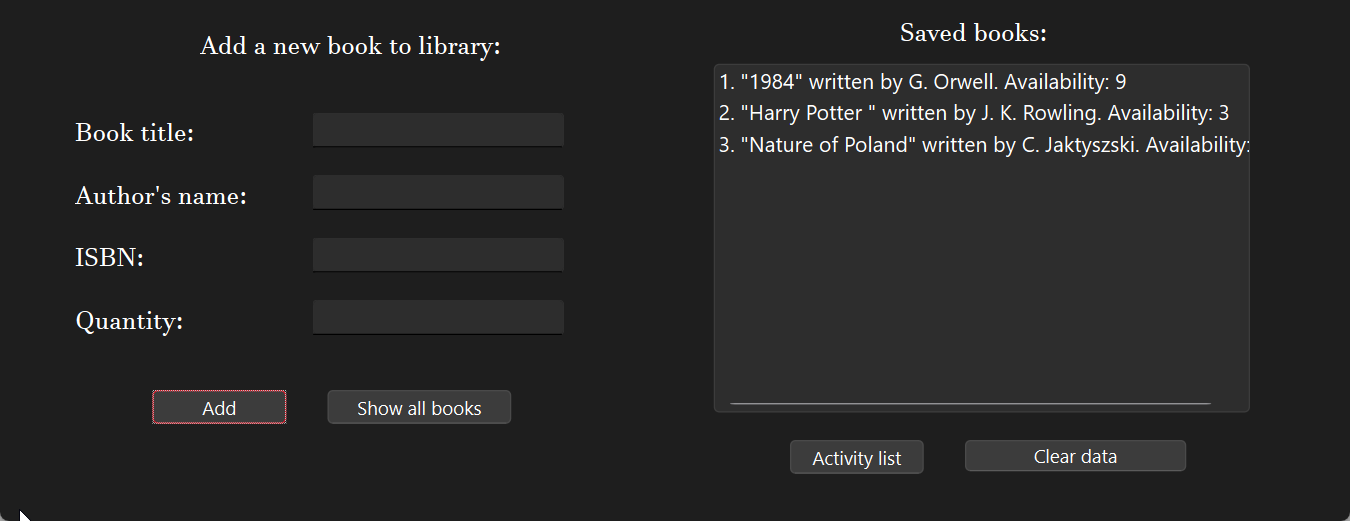 Add a new book to library:
Book title:
Author's name:
ISBN:
Quantity:
Add
Show all books
Saved books:
1. "1984" written by G. Orwell. Availability: 9
2. "Harry Potter " written by J. K. Rowling. Availability: 3
3. "Nature of Poland" written by C. Jaktyszski. Availability:
Activity list
Clear data